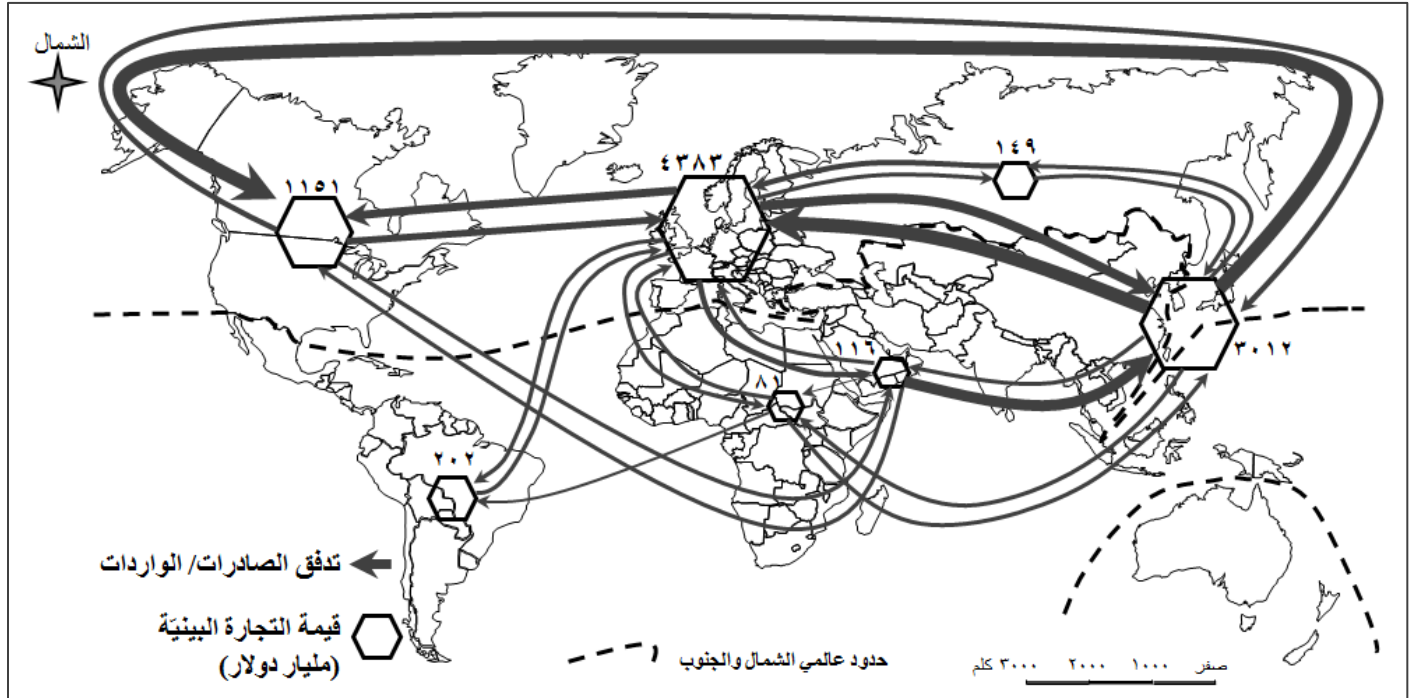 الشمال
١٤٩
٤٣٨٣
١١٥١
١١٦
٣٠١٢
٨١
٢٠٢
تدفق الصادرات/ الواردات
قيمة التجارة البينيّة
(مليار دولار)
حدود عالمي الشمال والجنوب
صفر ١٠٠٠ ٢٠٠٠ ٣٠٠٠ كلم